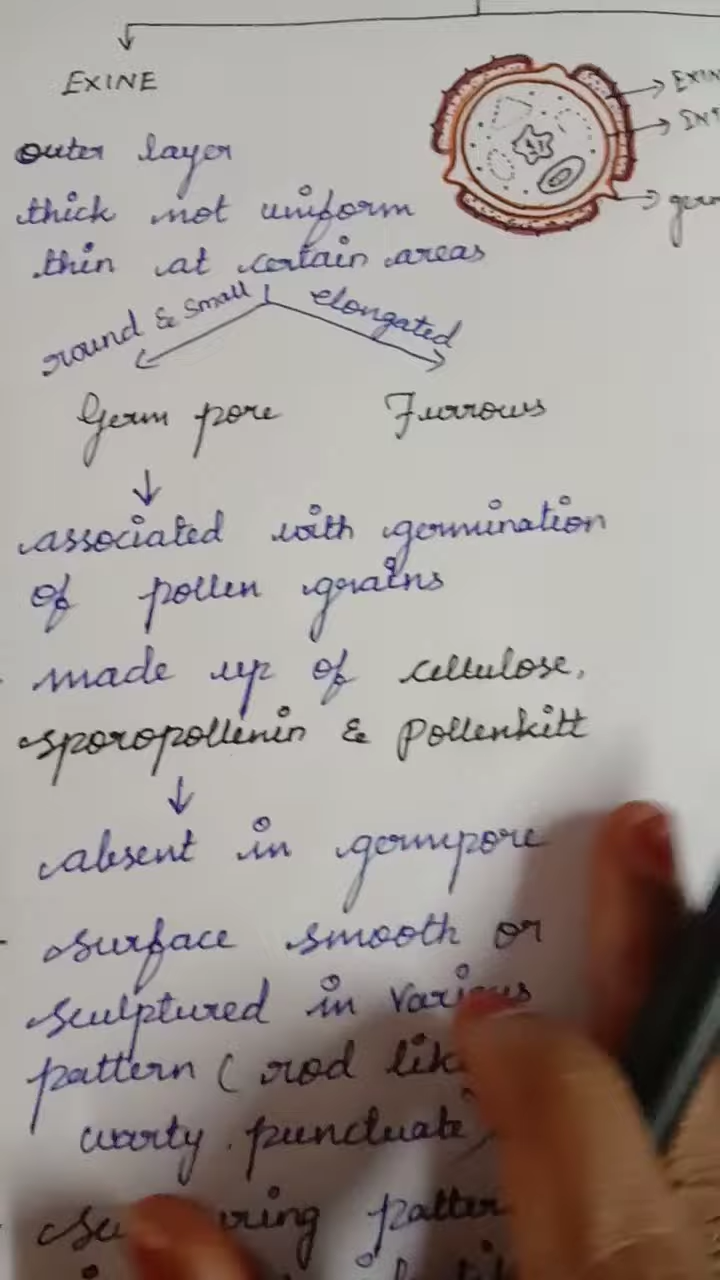 EXINE
outer layer
thick not uniform
thin at certain areas
round & small
elongated
Germ pore
Furrows
associated with germination
of pollen grains
- made up of cellulose,
sporopollenin & Pollenkitt
absent in germpore
- surface smooth or
sculptured in various
pattern (rod
warty, punctuate)